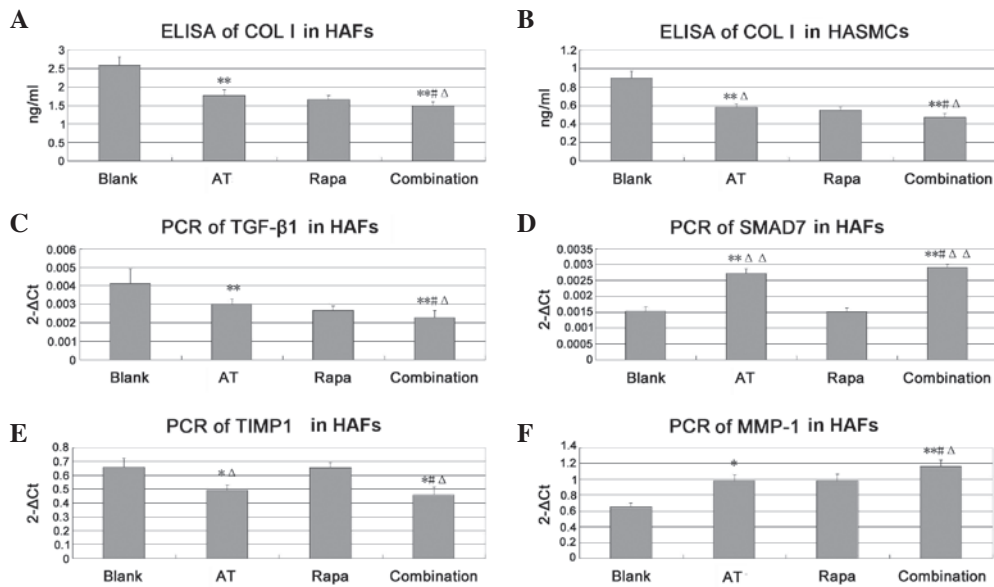 A
ELISA of COL I in HAFs
ng/ml
3
2.5
2
1.5
1
0.5
0
**
**# Δ
Blank AT Rapa Combination
B
ELISA of COL I in HASMCs
ng/ml
1.2
1
0.8
0.6
0.4
0.2
0
** Δ
**# Δ
Blank AT Rapa Combination
C
PCR of TGF-β1 in HAFs
2-ΔCt
0.006
0.005
0.004
0.003
0.002
0.001
0
**
**# Δ
Blank AT Rapa Combination
D
PCR of SMAD7 in HAFs
2-ΔCt
0.0035
0.003
0.0025
0.002
0.0015
0.001
0.0005
0
** Δ Δ
**# Δ Δ
Blank AT Rapa Combination
E
PCR of TIMP1 in HAFs
2-ΔCt
0.8
0.7
0.6
0.5
0.4
0.3
0.2
0.1
0
* Δ
*# Δ
Blank AT Rapa Combination
F
PCR of MMP-1 in HAFs
2-ΔCt
1.4
1.2
1
0.8
0.6
0.4
0.2
0
*
**# Δ
Blank AT Rapa Combination